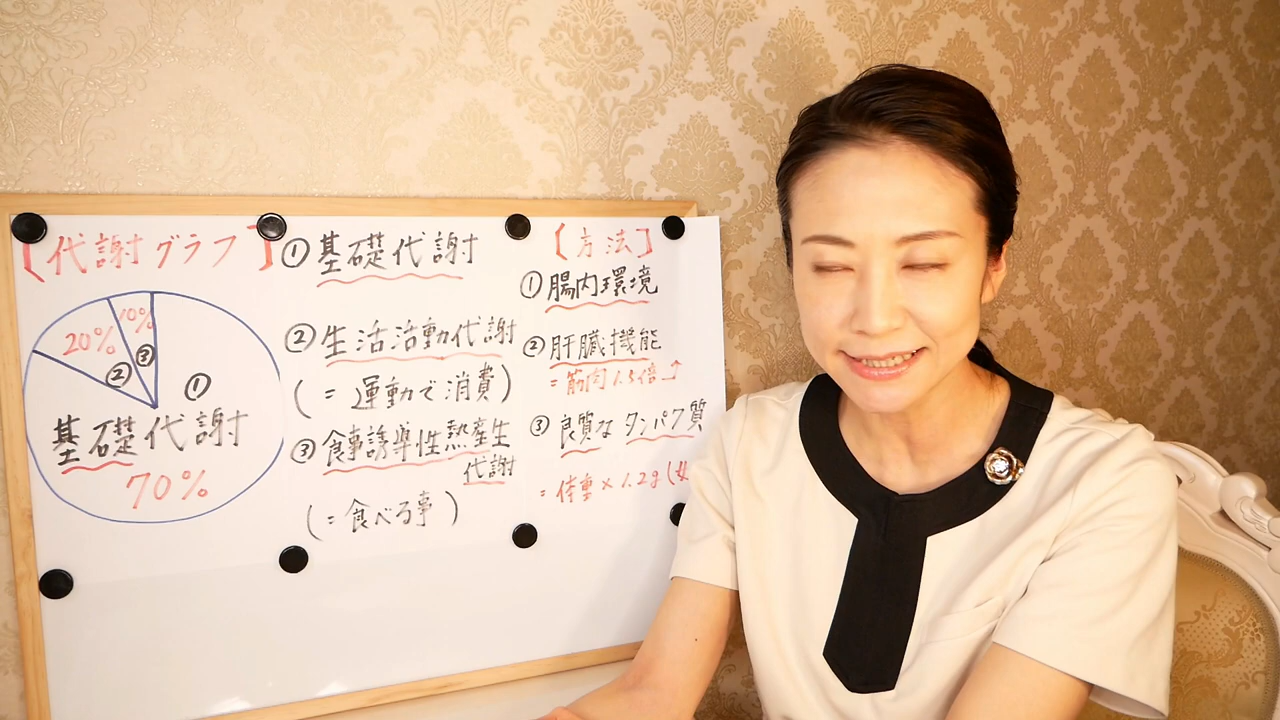 【代謝グラフ】
20%
10%
③
②
①
基礎代謝
70%
①基礎代謝
②生活活動代謝
(=運動で消費)
③食事誘導性熱産生
代謝
(=食べる事)
【方法】
①腸内環境
②肝臓機能
=筋肉1.5倍↑
③良質なタンパク質
=体重×1.2g(女